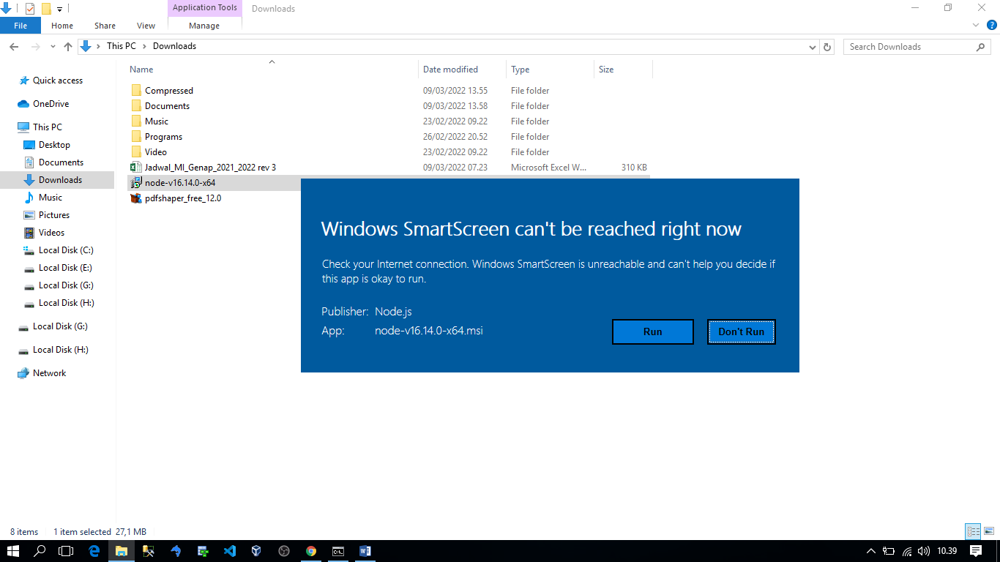 Application Tools
Downloads
File
Home
Share
View
Manage
This PC
Downloads
Search Downloads
Name
Date modified
Type
Size
Quick access
OneDrive
This PC
Desktop
Documents
Downloads
Music
Pictures
Videos
Local Disk (C:)
Local Disk (E:)
Local Disk (G:)
Local Disk (H:)
Local Disk (G:)
Local Disk (H:)
Network
Compressed 09/03/2022 13.55 File folder
Documents 09/03/2022 13.58 File folder
Music 23/02/2022 09.22 File folder
Programs 26/02/2022 20.52 File folder
Video 23/02/2022 09.22 File folder
Jadwal_MI_Genap_2021_2022 rev 3 09/03/2022 07.23 Microsoft Excel W... 310 KB
node-v16.14.0-x64
pdfshaper_free_12.0
Windows SmartScreen can't be reached right now
Check your Internet connection. Windows SmartScreen is unreachable and can't help you decide if
this app is okay to run.
Publisher: Node.js
App: node-v16.14.0-x64.msi
Run
Don't Run
8 items 1 item selected 27,1 MB
10.39